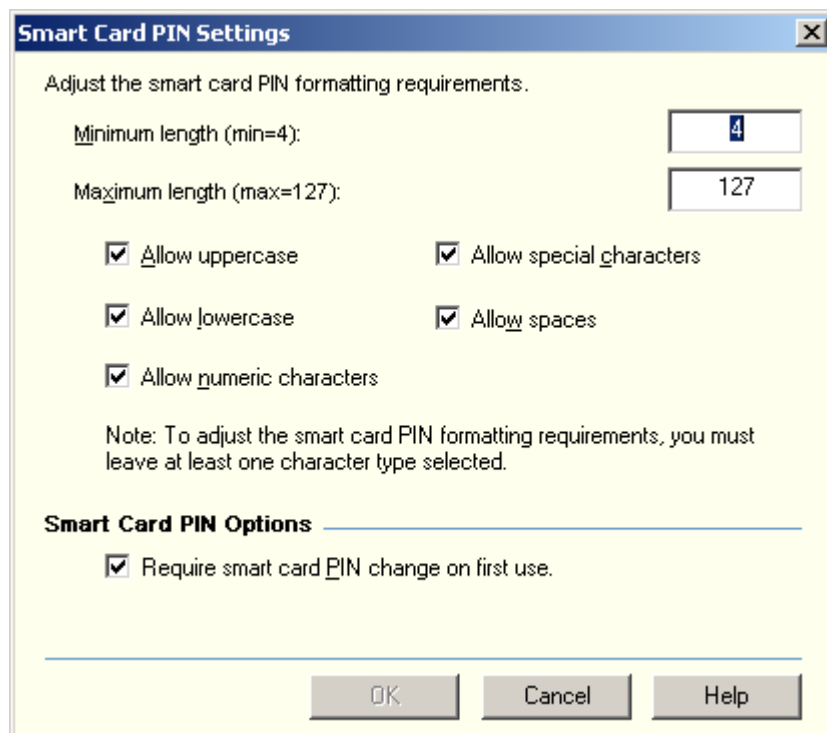 Smart Card PIN Settings
Adjust the smart card PIN formatting requirements.
Minimum length (min=4):
4
Maximum length (max=127):
127
Allow uppercase
Allow special characters
Allow lowercase
Allow spaces
Allow numeric characters
Note: To adjust the smart card PIN formatting requirements, you must
leave at least one character type selected.
Smart Card PIN Options
Require smart card PIN change on first use.
OK
Cancel
Help